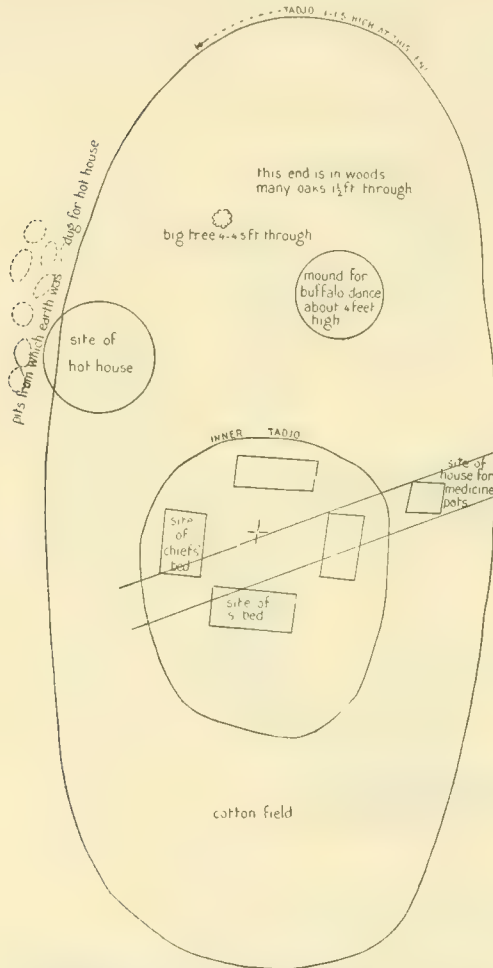 TADJO 1-1.5 HIGH AT THIS
this end is in woods
many oaks 1½ ft through
big tree 4-4.5 ft through
mound for
buffalo dance
about 4 feet
high
pits from which earth was dug for hot house
site of
hot house
INNER TADJO
site of
house for
medicine
pots
site
of
chiefs'
bed
site of
bed
cotton field